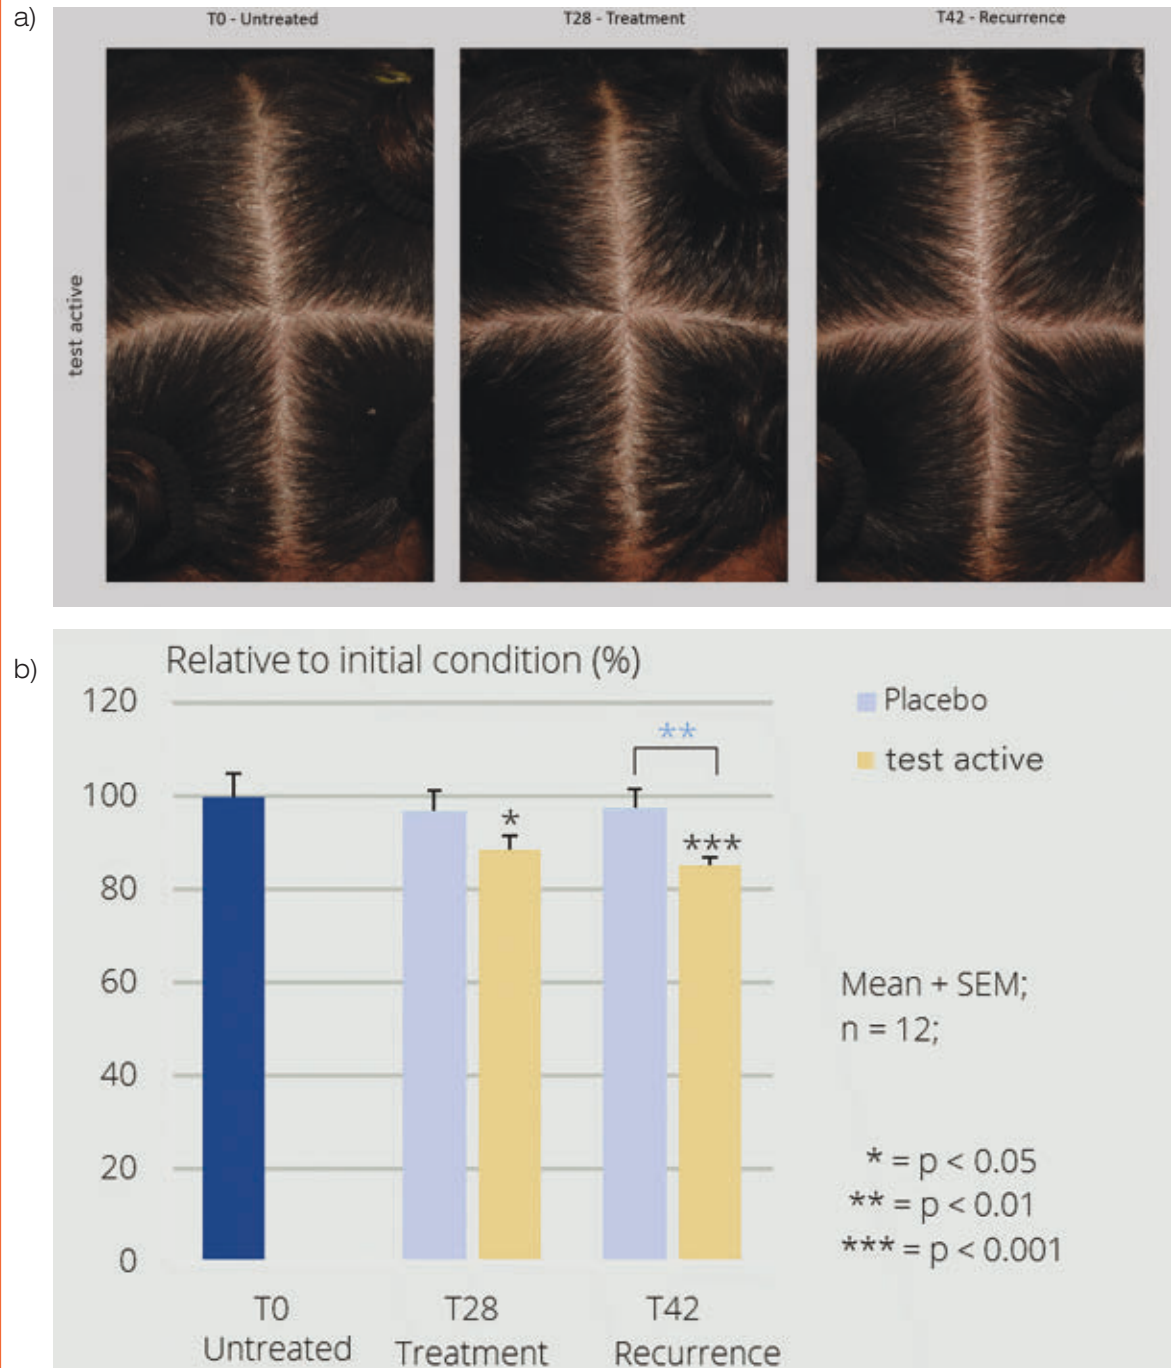 a)
T0 - Untreated
T28 - Treatment
T42 - Recurrence
test active
b)
Relative to initial condition (%)
120
100
80
60
40
20
0
**
*
***
Placebo
test active
Mean + SEM;
n = 12;
* = p < 0.05
** = p < 0.01
*** = p < 0.001
T0
Untreated
T28
Treatment
T42
Recurrence